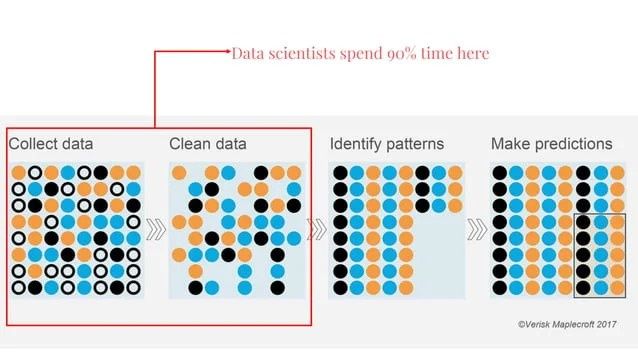 Data scientists spend 90% time here
Collect data
Clean data
Identify patterns
Make predictions
©Verisk Maplecroft 2017